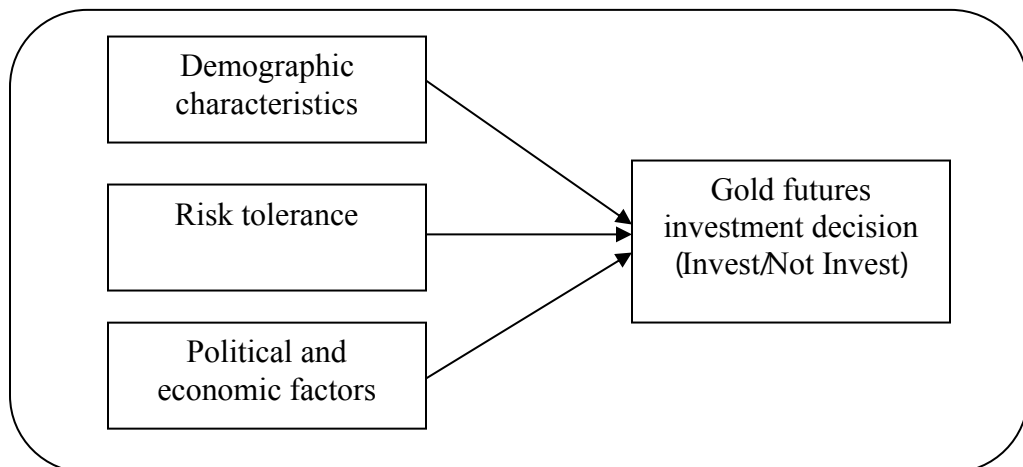 Demographic
characteristics
Risk tolerance
Political and
economic factors
Gold futures
investment decision
(Invest/Not Invest)